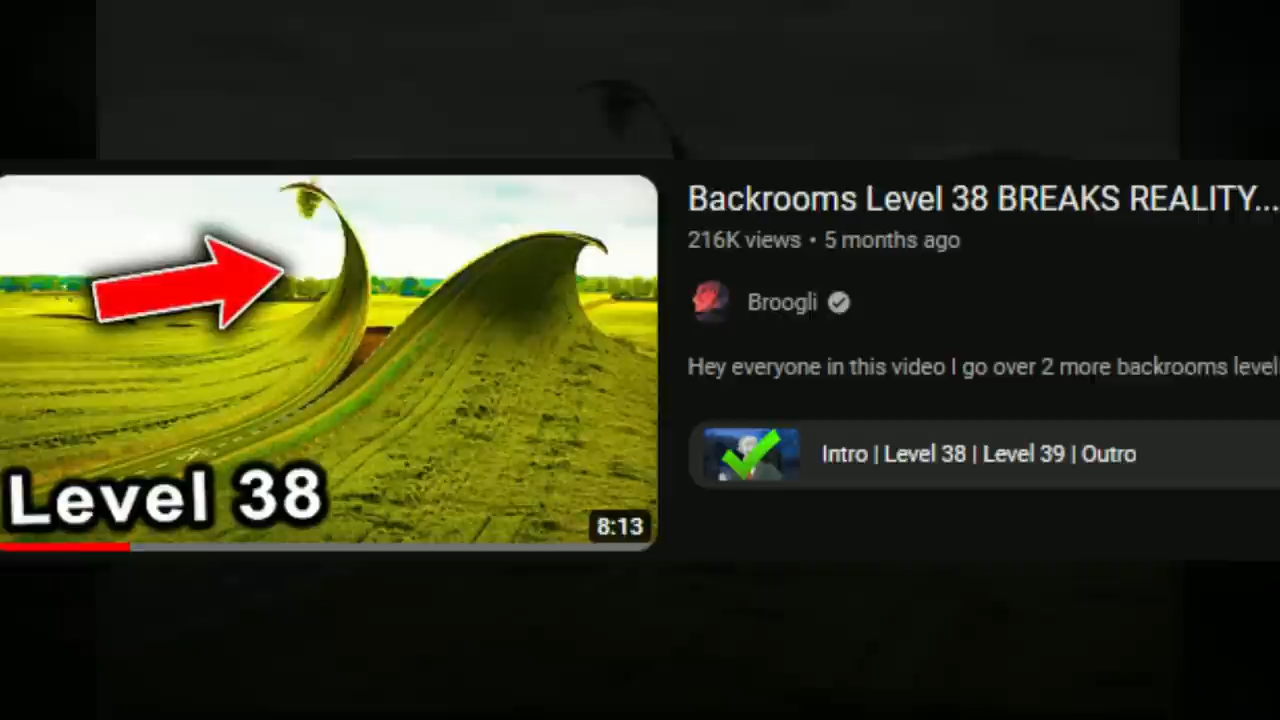 Level 38
8:13
Backrooms Level 38 BREAKS REALITY...
216K views • 5 months ago
Broogli
Hey everyone in this video I go over 2 more backrooms level
Intro | Level 38 | Level 39 | Outro